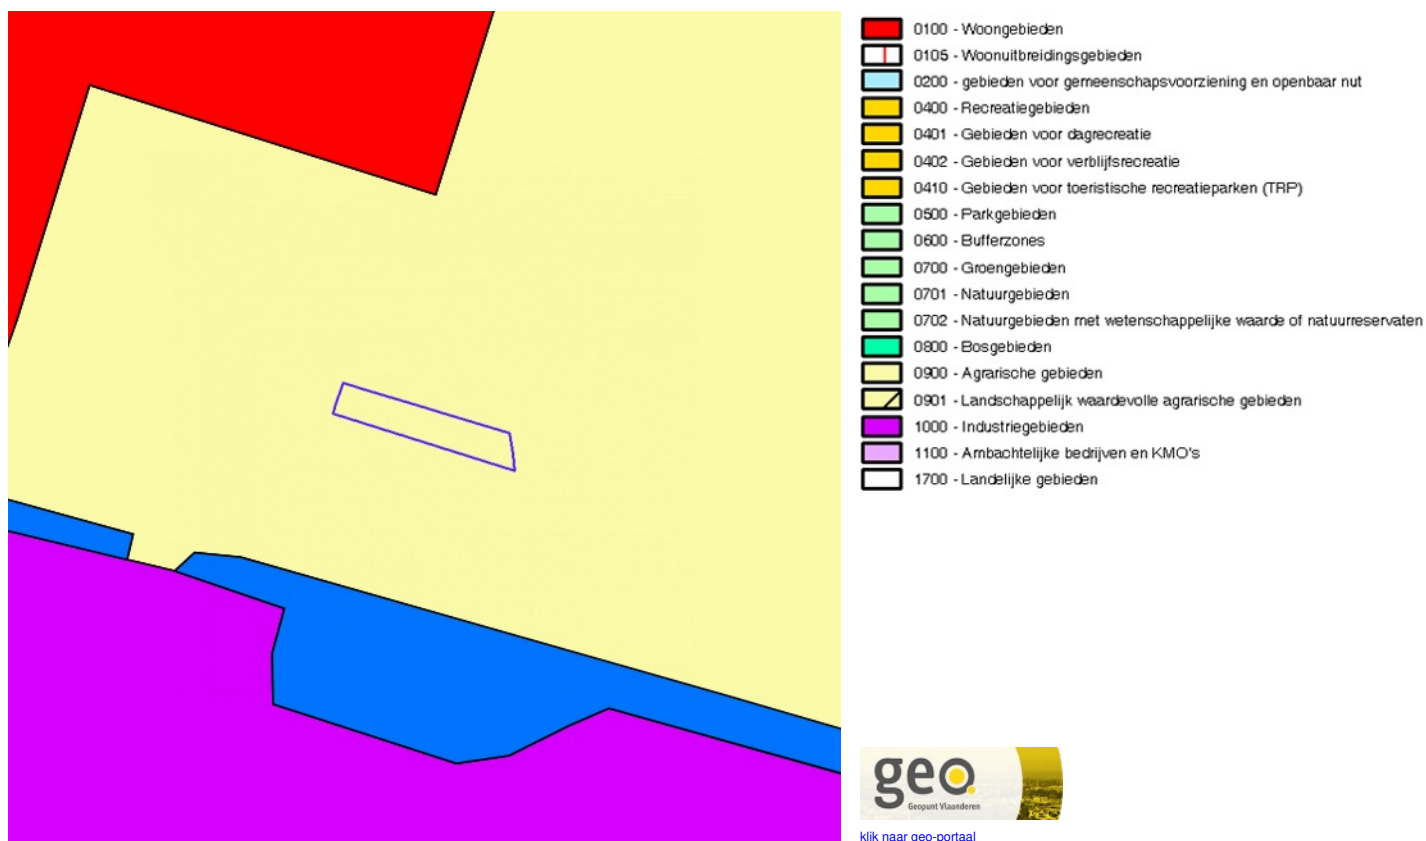 0100 - Woongebieden
0105 - Woonuitbreidingsgebieden
0200 - gebieden voor gemeenschapsvoorziening en openbaar nut
0400 - Recreatiegebieden
0401 - Gebieden voor dagrecreatie
0402 - Gebieden voor verblijfsrecreatie
0410 - Gebieden voor toeristische recreatieparken (TRP)
0500 - Parkgebieden
0600 - Bufferzones
0700 - Groengebieden
0701 - Natuurgebieden
0702 - Natuurgebieden met wetenschappelijke waarde of natuurreservaten
0800 - Bosgebieden
0900 - Agrarische gebieden
0901 - Landschappelijk waardevolle agrarische gebieden
1000 - Industriegebieden
1100 - Ambachtelijke bedrijven en KMO's
1700 - Landelijke gebieden
geo
Geopunt Vlaanderen
klik naar geo-portaal